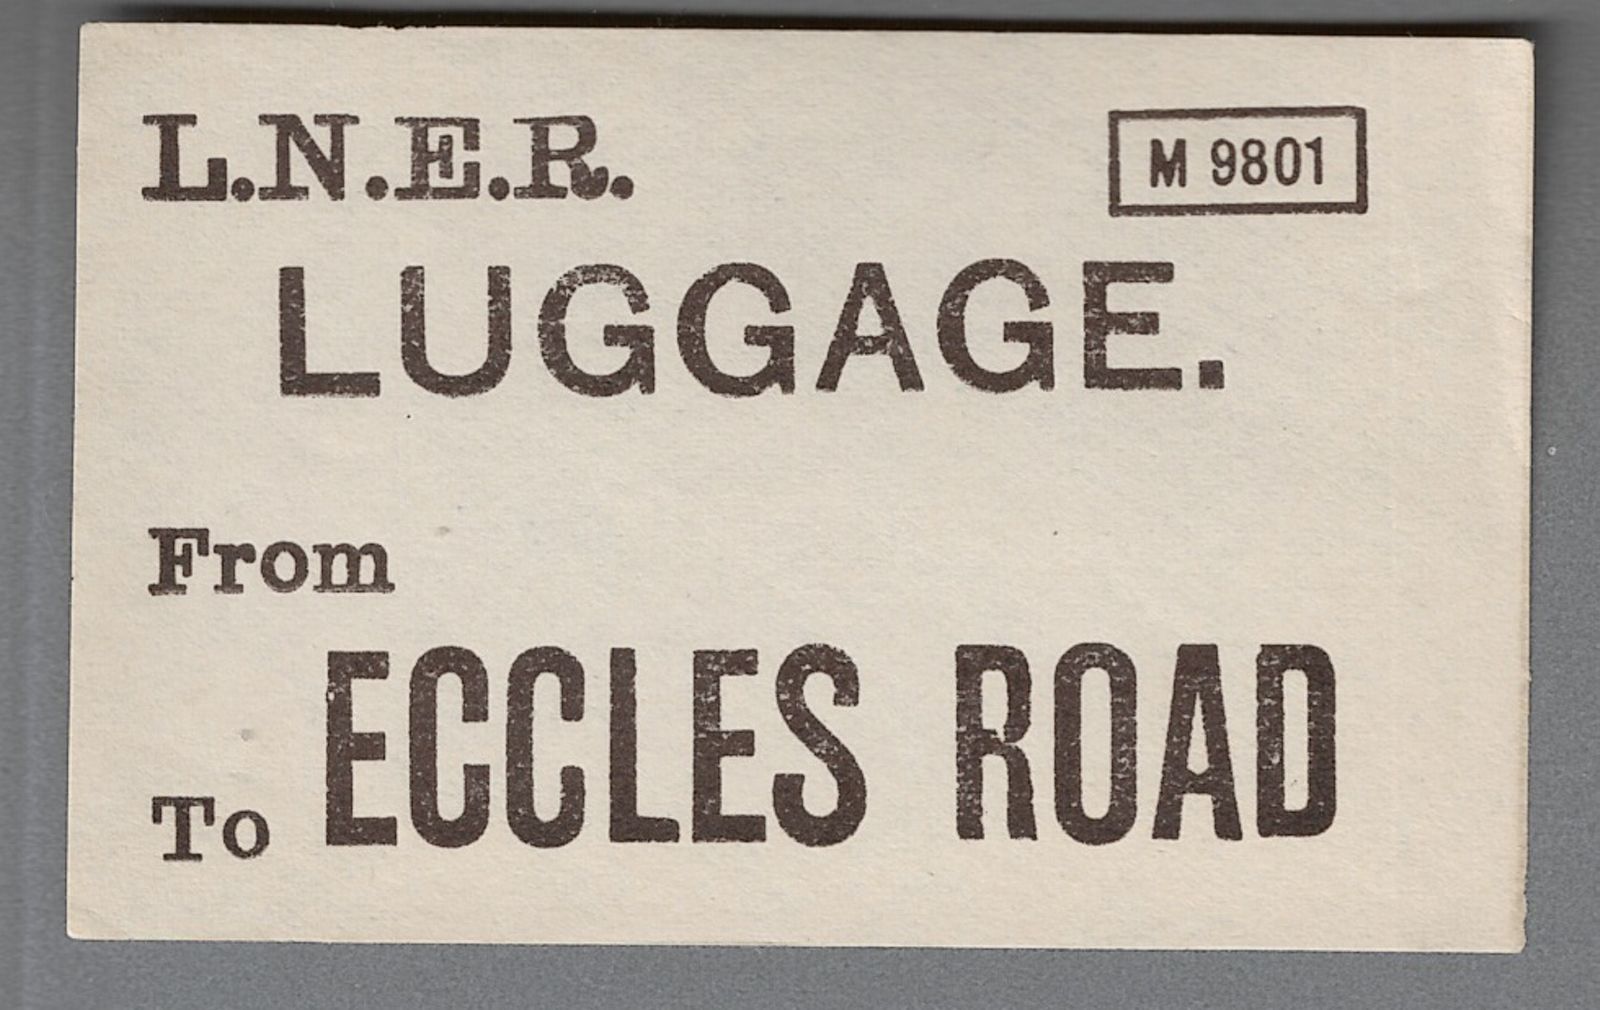 L.N.E.R.
M 9801
LUGGAGE.
From
To ECCLES ROAD